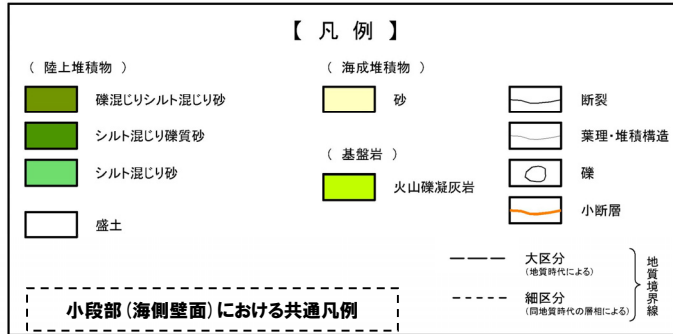 【 凡 例 】
( 陸上堆積物 )
礫混じりシルト混じり砂
シルト混じり礫質砂
シルト混じり砂
盛土
( 海成堆積物 )
砂
( 基盤岩 )
火山礫凝灰岩
断裂
葉理・堆積構造
礫
小断層
大区分
(地質時代による)
細区分
(同地質時代の層相による)
地質境界線
小段部(海側壁面)における共通凡例